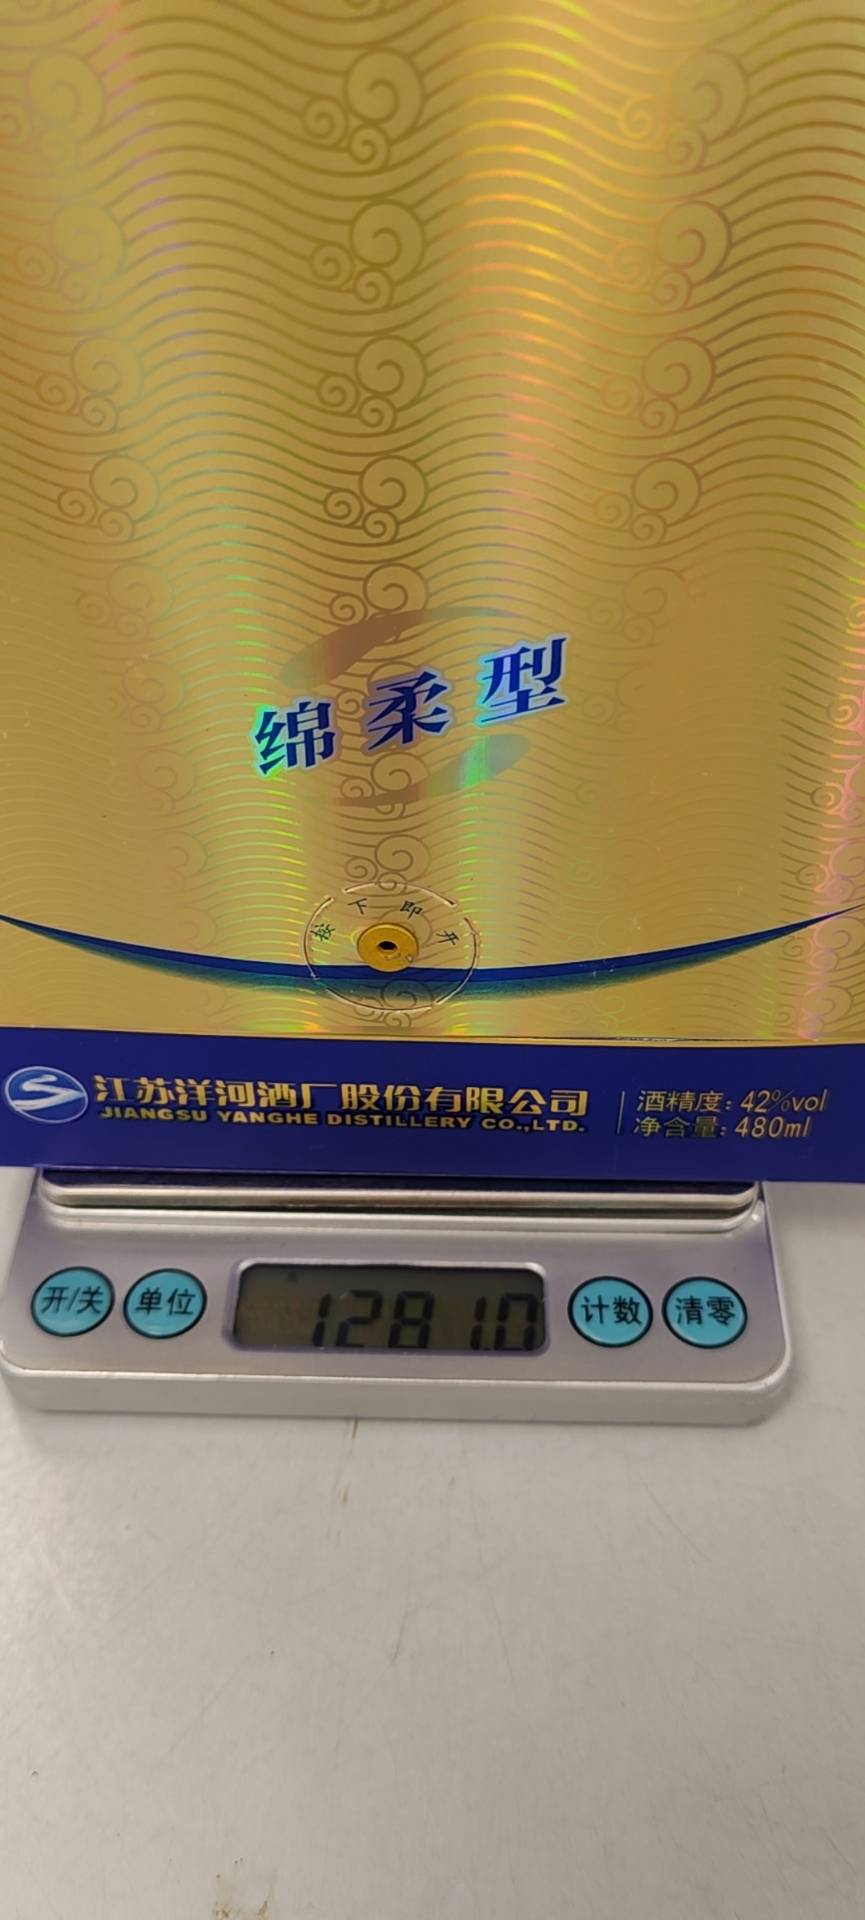 绵柔型
按下即开
江苏洋河酒厂股份有限公司
JIANGSU YANGHE DISTILLERY CO.,LTD.
酒精度: 42%vol
净含量: 480ml
开/关
单位
1281.0
计数
清零